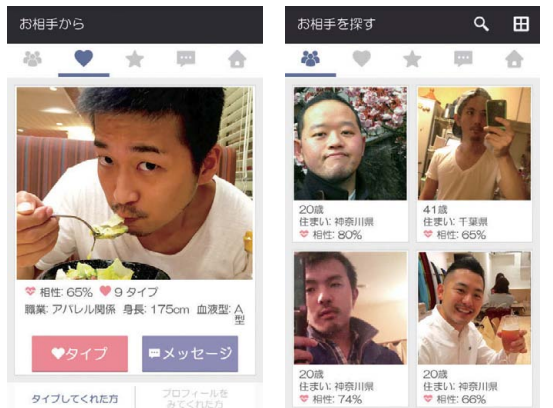 お相手から
相性: 65% 9 タイプ
職業: アパレル関係 身長: 175cm 血液型: A
型
タイプ
メッセージ
タイプしてくれた方
プロフィールを
みてくれた方
お相手を探す
20歳
住まい: 神奈川県
相性: 80%
41歳
住まい: 千葉県
相性: 65%
20歳
住まい: 神奈川県
相性: 74%
20歳
住まい: 神奈川県
相性: 66%